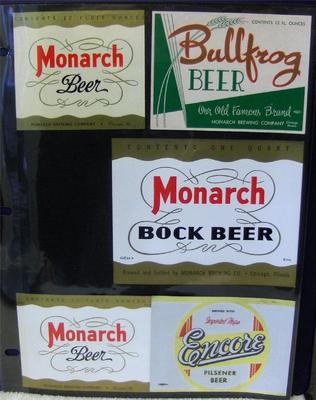 CONTENTS 12 FLUID OUNCES
Monarch
Beer
MONARCH BREWING COMPANY
CONTENTS 12 FL. OUNCES
Bullfrog
BEER
Our Old Famous Brand
MONARCH BREWING COMPANY
CONTENTS ONE QUART
Monarch
BOCK BEER
Brewed and bottled by MONARCH BREWING CO. • Chicago, Illinois
CONTENTS 12 FLUID OUNCES
Monarch
Beer
MONARCH BREWING COMPANY
BREWED WITH
Imported Hops
Encore
PILSENER
BEER